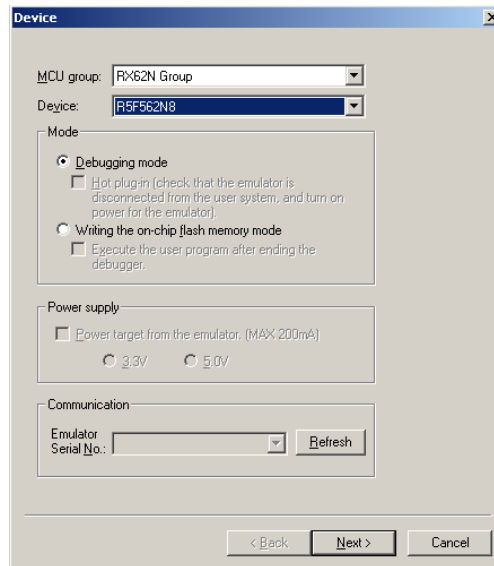 Device
MCU group: RX62N Group
Device: R5F562N8
Mode
Debugging mode
Hot plug-in (check that the emulator is
disconnected from the user system, and turn on
power for the emulator).
Writing the on-chip flash memory mode
Execute the user program after ending the
debugger.
Power supply
Power target from the emulator. (MAX 200mA)
3.3V 5.0V
Communication
Emulator
Serial No.: Refresh
< Back Next > Cancel